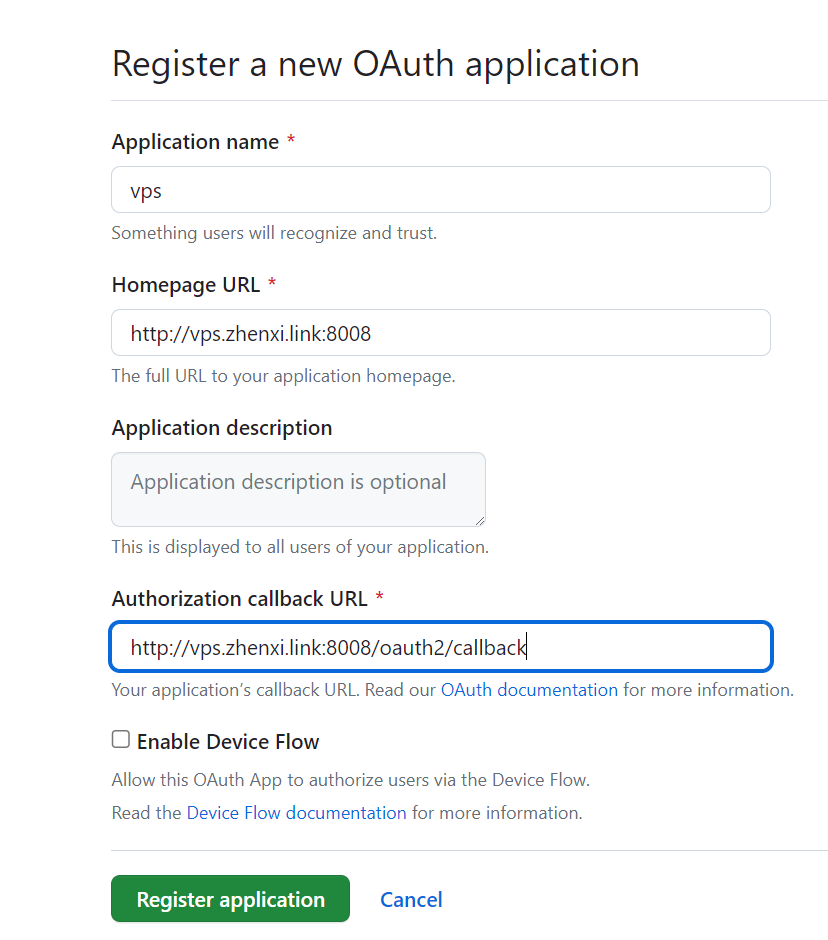 Register a new OAuth application
Application name *
vps
Something users will recognize and trust.
Homepage URL *
http://vps.zhenxi.link:8008
The full URL to your application homepage.
Application description
Application description is optional
This is displayed to all users of your application.
Authorization callback URL *
http://vps.zhenxi.link:8008/oauth2/callback
Your application’s callback URL. Read our OAuth documentation for more information.
Enable Device Flow
Allow this OAuth App to authorize users via the Device Flow.
Read the Device Flow documentation for more information.
Register application Cancel